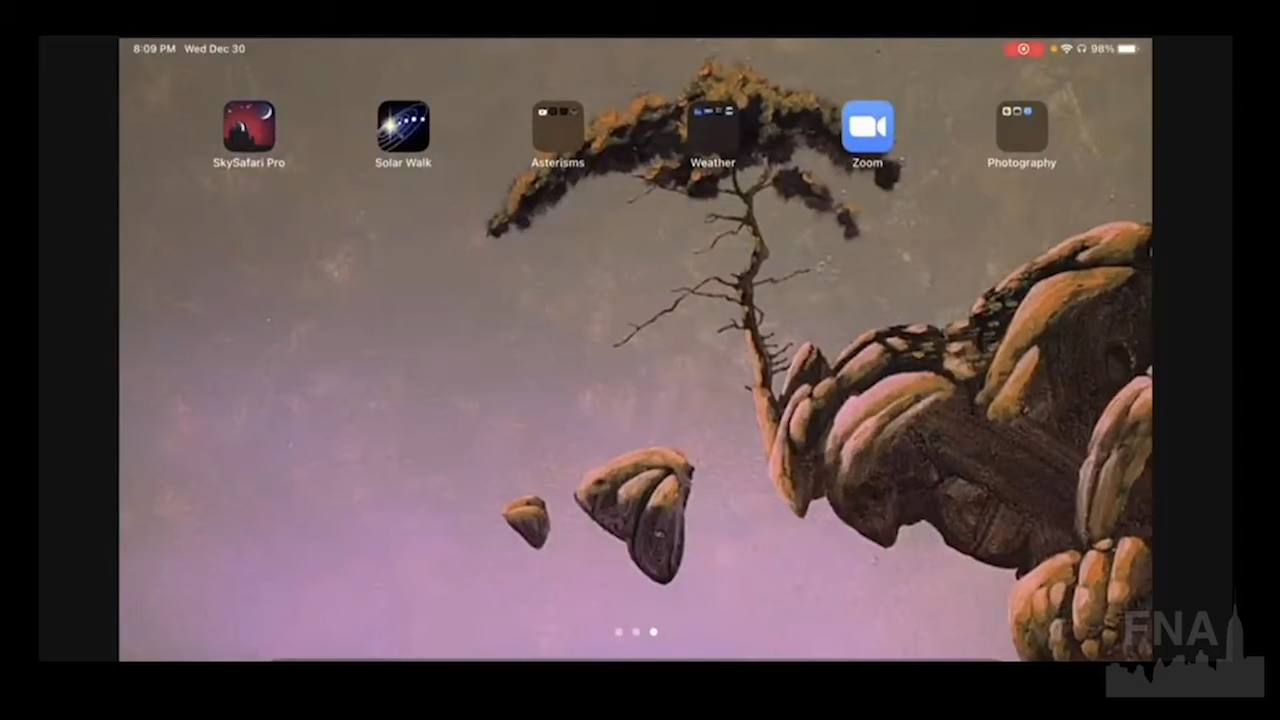 8:09 PM Wed Dec 30
98%
SkySafari Pro
Solar Walk
Asterisms
Weather
Zoom
Photography
FNA